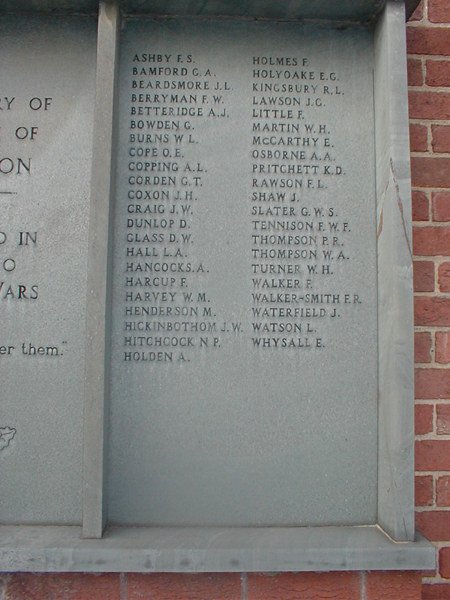 RY OF
OF
ON
D IN
O
WARS
er them."
ASHBY F. S.
BAMFORD G. A.
BEARDSMORE J. L.
BERRYMAN F. W.
BETTERIDGE A. J.
BOWDEN G.
BURNS W. L.
COPE O. E.
COPPING A. L.
CORDEN G. T.
COXON J. H.
CRAIG J. W.
DUNLOP D.
GLASS D. W.
HALL L. A.
HANCOCK S. A.
HARCUP F.
HARVEY W. M.
HENDERSON M.
HICKINBOTHOM J. W.
HITCHCOCK N. P.
HOLDEN A.
HOLMES F.
HOLYOAKE E. G.
KINGSBURY R. L.
LAWSON J. G.
LITTLE F.
MARTIN W. H.
McCARTHY E.
OSBORNE A. A.
PRITCHETT K. D.
RAWSON F. L.
SHAW J.
SLATER G. W. S.
TENNISON F. W. F.
THOMPSON P. R.
THOMPSON W. A.
TURNER W. H.
WALKER F.
WALKER-SMITH F. R.
WATERFIELD J.
WATSON L.
WHYSALL E.